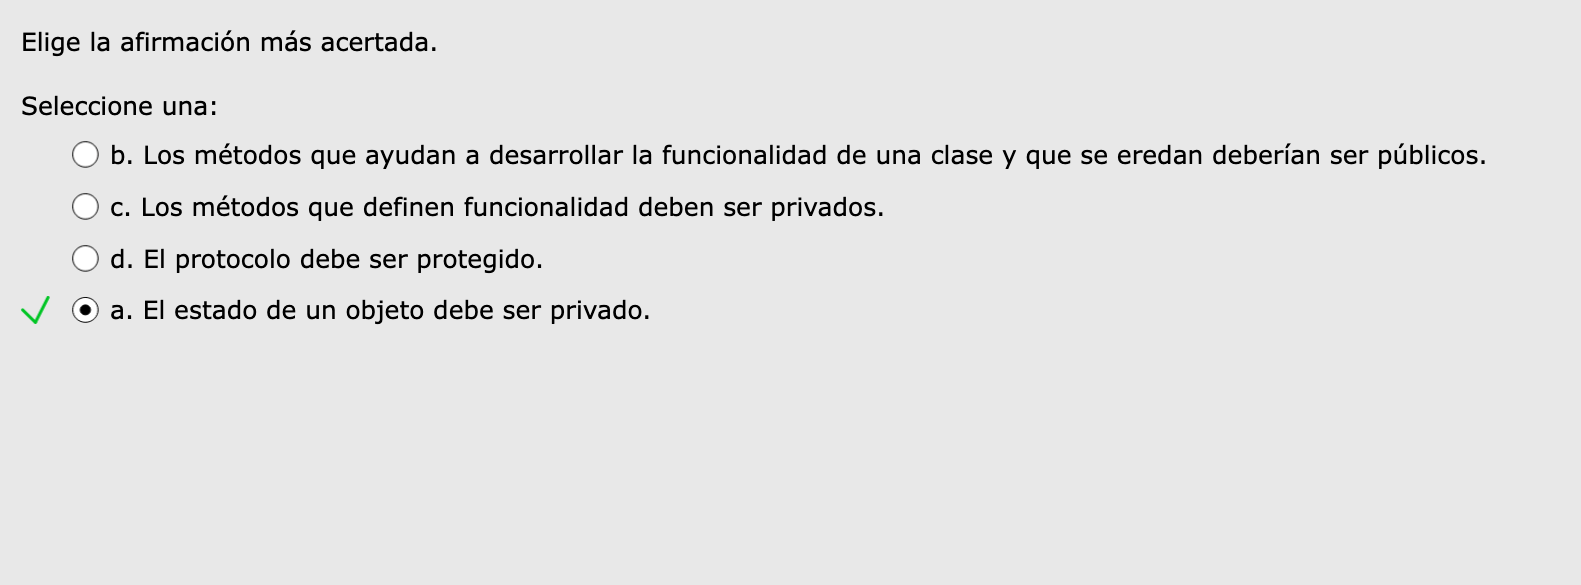 Elige la afirmación más acertada.
Seleccione una:
b. Los métodos que ayudan a desarrollar la funcionalidad de una clase y que se eredan deberían ser públicos.
c. Los métodos que definen funcionalidad deben ser privados.
d. El protocolo debe ser protegido.
a. El estado de un objeto debe ser privado.